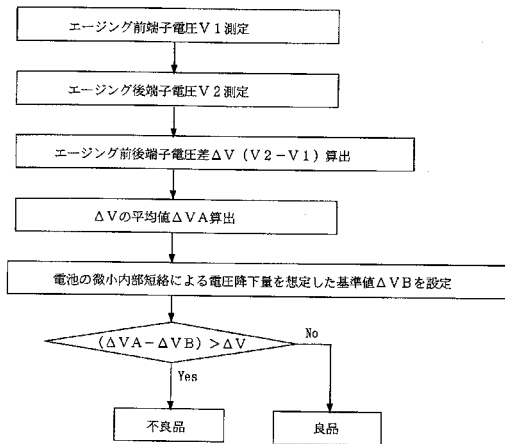 エージング前端子電圧V1測定
エージング後端子電圧V2測定
エージング前後端子電圧差ΔV(V2-V1)算出
ΔVの平均値ΔVA算出
電池の微小内部短絡による電圧降下量を想定した基準値ΔVBを設定
(ΔVA-ΔVB)>ΔV
No
Yes
不良品
良品